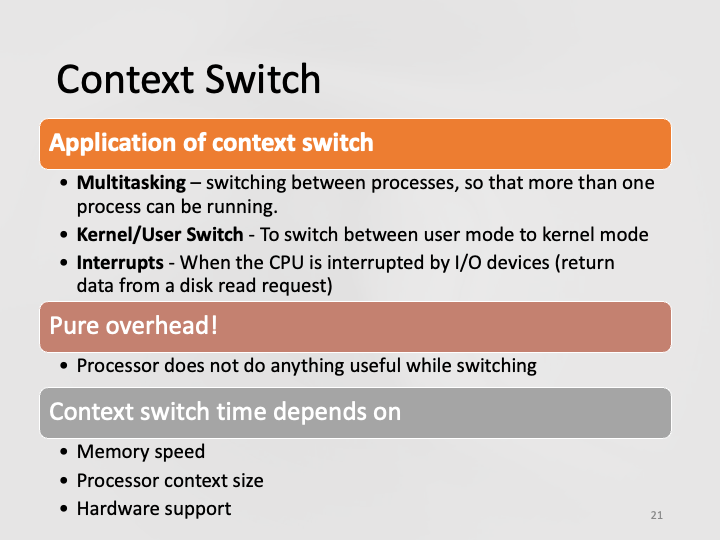 Context Switch
Application of context switch
• Multitasking – switching between processes, so that more than one
process can be running.
• Kernel/User Switch - To switch between user mode to kernel mode
• Interrupts - When the CPU is interrupted by I/O devices (return
data from a disk read request)
Pure overhead!
• Processor does not do anything useful while switching
Context switch time depends on
• Memory speed
• Processor context size
• Hardware support
21